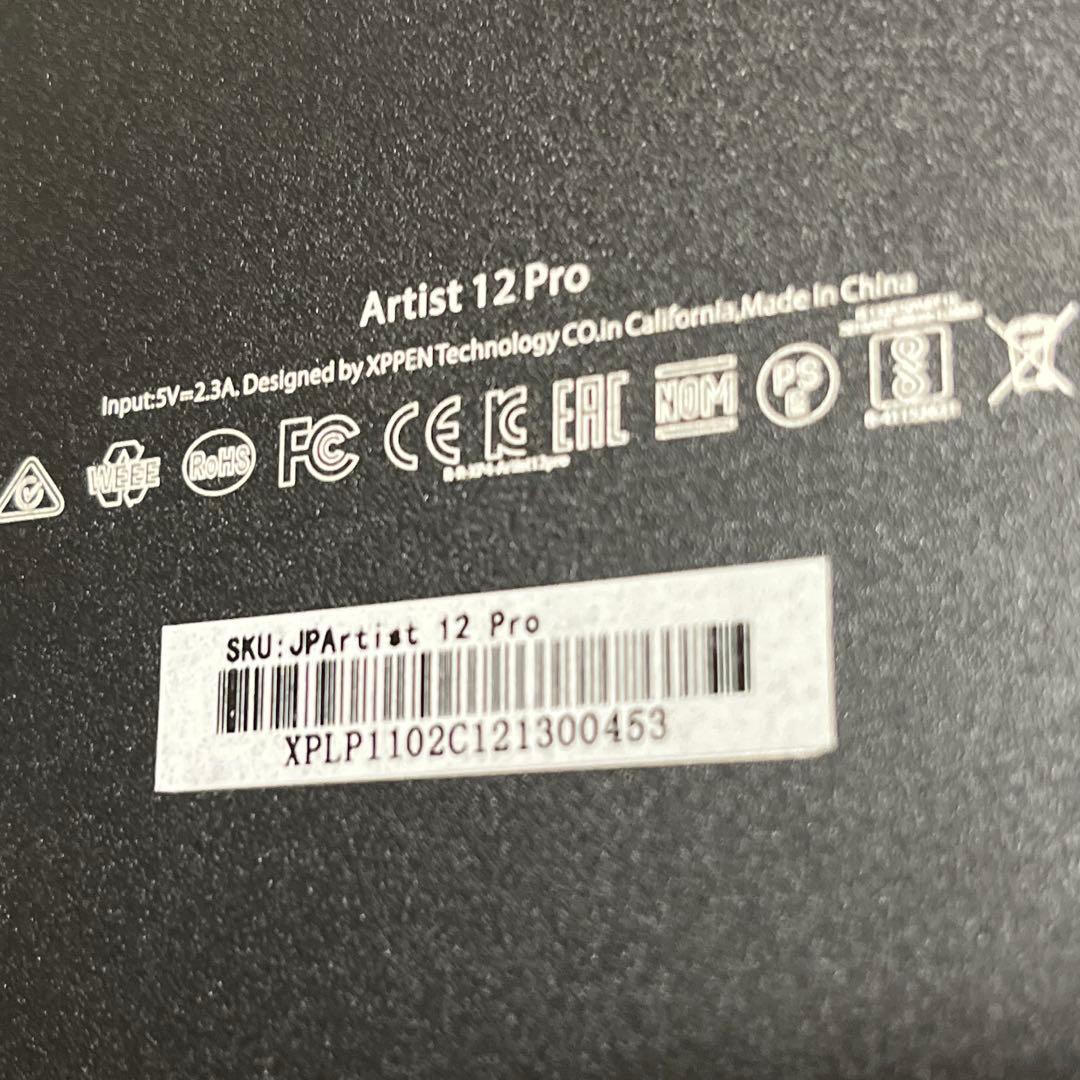 Artist 12 Pro
Input:5V=2.3A. Designed by XPPEN Technology CO.In California,Made In China
WEEE RoHS FC CE EAC NOM PS E
SKU:JPArtist 12 Pro
XPLP1102C121300453